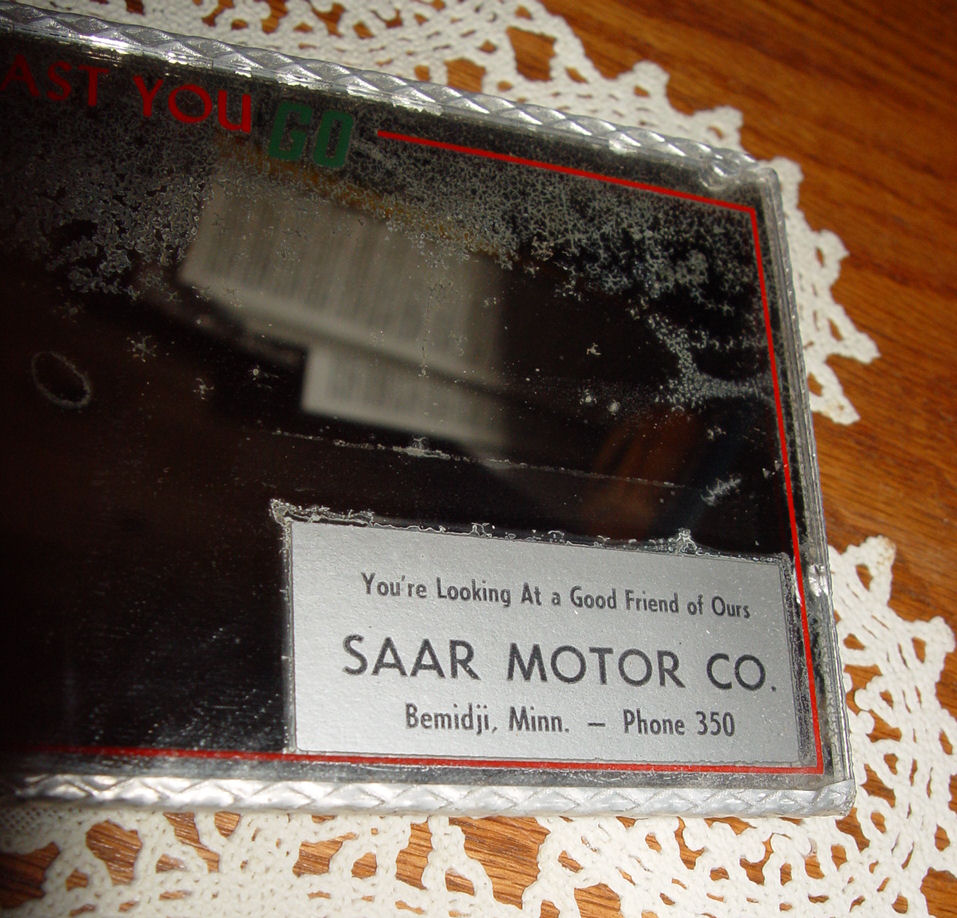 AST YOU GO
You're Looking At a Good Friend of Ours
SAAR MOTOR CO.
Bemidji, Minn. — Phone 350